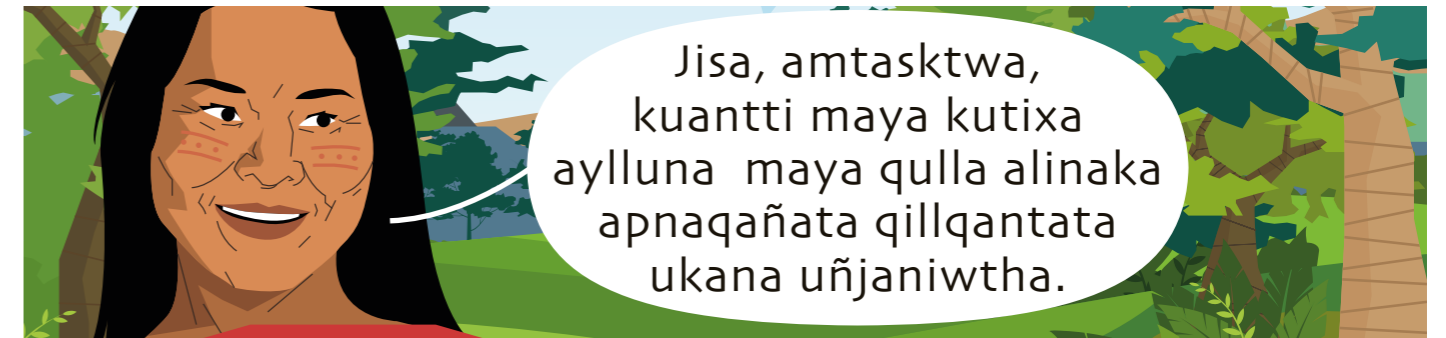 Jisa, amtasktwa,
kuantti maya kutixa
aylluna maya qulla alinaka
apnaqañata qillqantata
ukana uñjaniwtha.